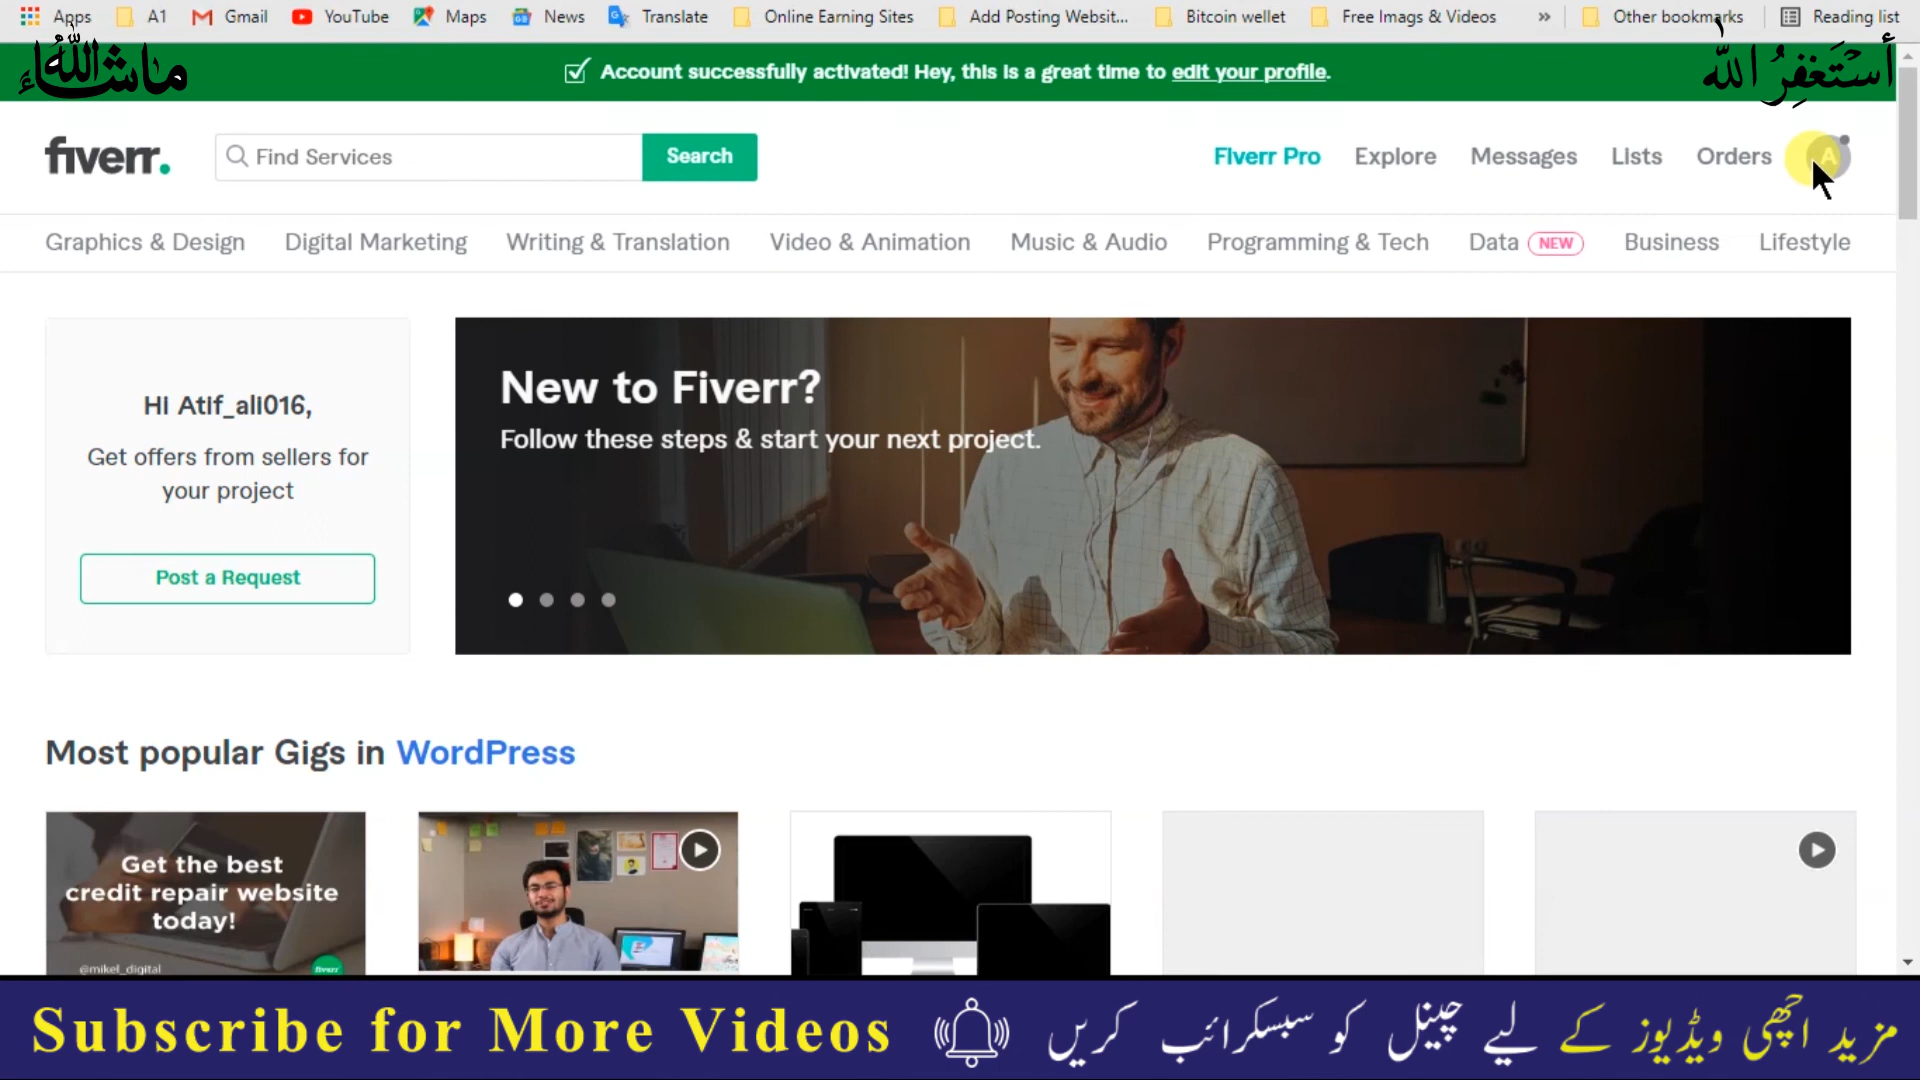 Apps A1 Gmail YouTube Maps News Translate Online Earning Sites Add Posting Websit... Bitcoin wellet Free Imags & Videos » Other bookmarks Reading list
ماشاءاللہ
Account successfully activated! Hey, this is a great time to edit your profile.
أَسْتَغْفِرُ اللّٰه
fiverr.
Find Services
Search
Fiverr Pro Explore Messages Lists Orders A
Graphics & Design Digital Marketing Writing & Translation Video & Animation Music & Audio Programming & Tech Data NEW Business Lifestyle
Hi Atif_ali016,
Get offers from sellers for
your project
Post a Request
New to Fiverr?
Follow these steps & start your next project.
Most popular Gigs in WordPress
Get the best
credit repair website
today!
@mikel_digital
fiverr
Subscribe for More Videos
مزید اچھی ویڈیوز کے لیے چینل کو سبسکرائب کریں